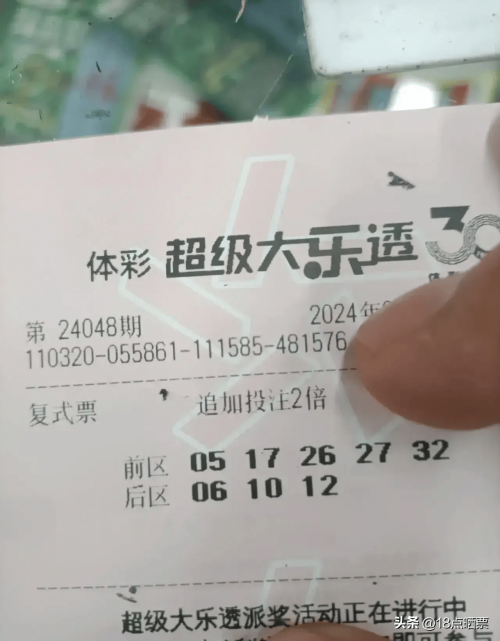 体彩 超级大乐透 30
第 24048期 2024年
110320-055861-111585-481576
复式票 追加投注2倍
前区 05 17 26 27 32
后区 06 10 12
超级大乐透派奖活动正在进行中
头条 @18点晒票